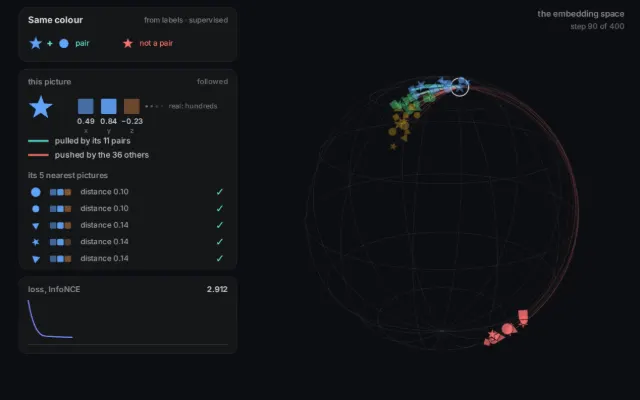 Same colour
from labels · supervised
+ pair
not a pair
this picture
followed
0.49 0.84 −0.23
x y z
real: hundreds
pulled by its 11 pairs
pushed by the 36 others
its 5 nearest pictures
distance 0.10 ✓
distance 0.10 ✓
distance 0.14 ✓
distance 0.14 ✓
distance 0.14 ✓
loss, InfoNCE
2.912
the embedding space
step 90 of 400